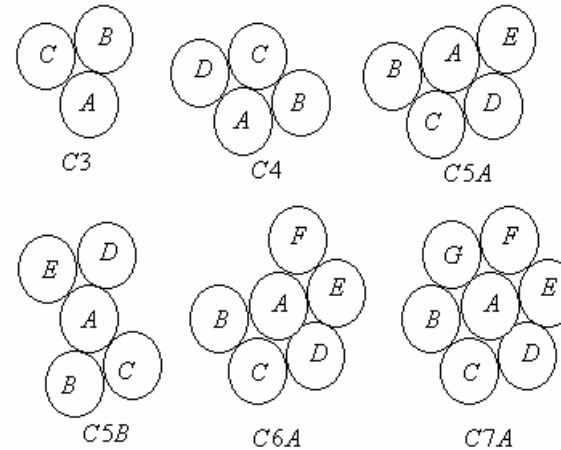 C B A
C3
D C A B
C4
B A E C D
C5A
E D A B C
C5B
F A E B D C
C6A
G F A E B D C
C7A